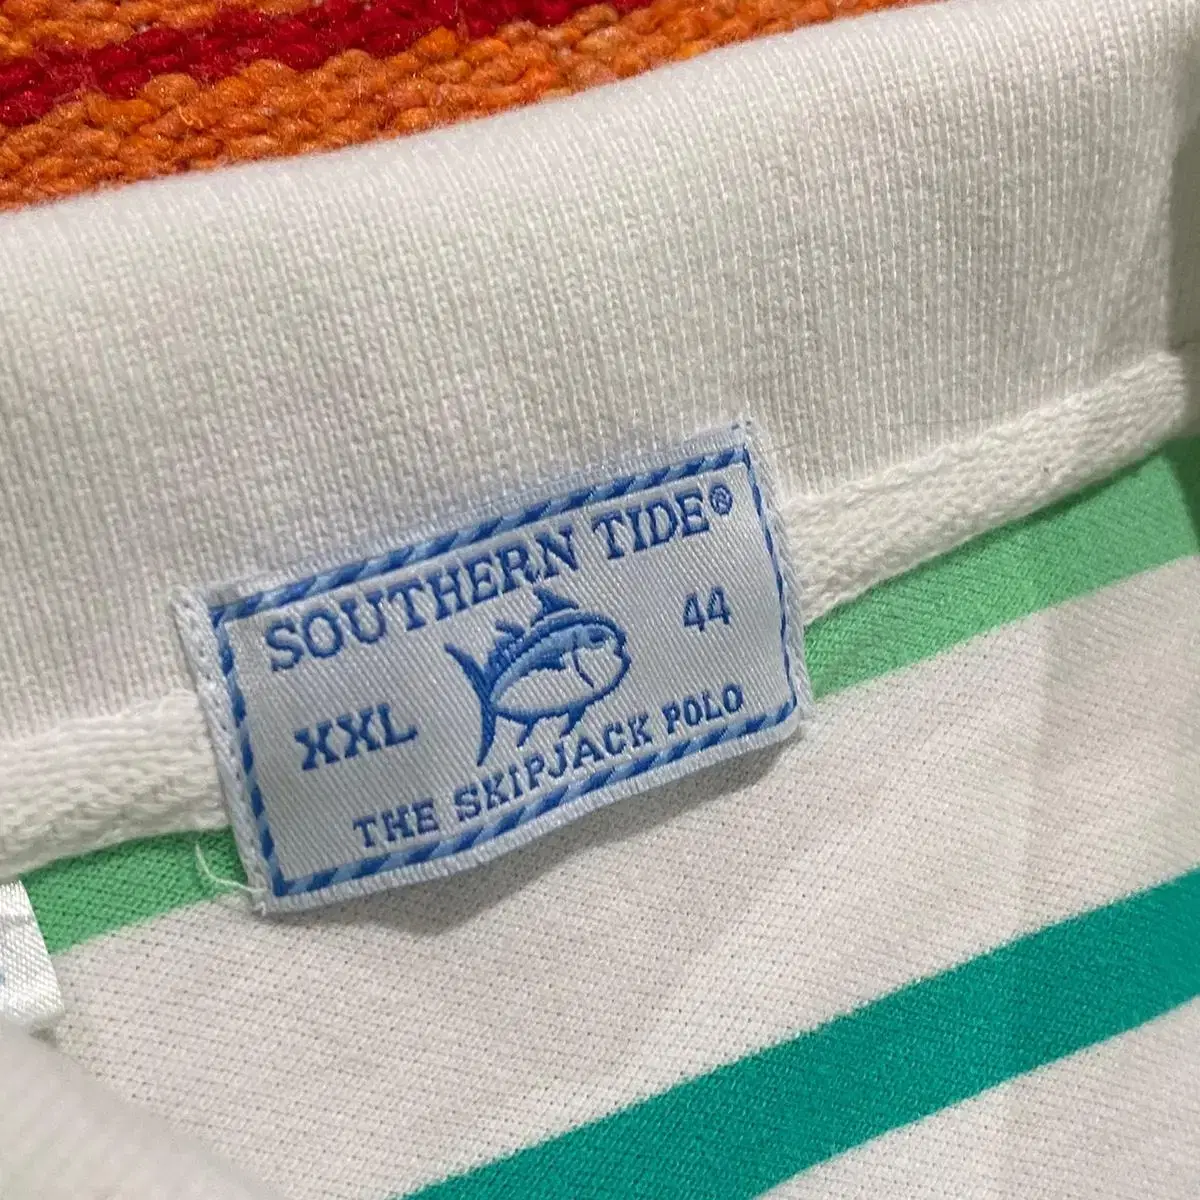 SOUTHERN TIDE®
XXL 44
THE SKIPJACK POLO